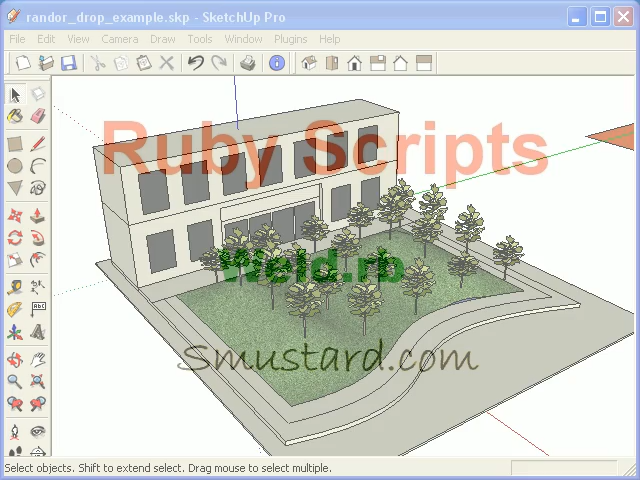 randor_drop_example.skp - SketchUp Pro
File Edit View Camera Draw Tools Window Plugins Help
Ruby Scripts
Weld.rb
Smustard.com
ABC
Select objects. Shift to extend select. Drag mouse to select multiple.